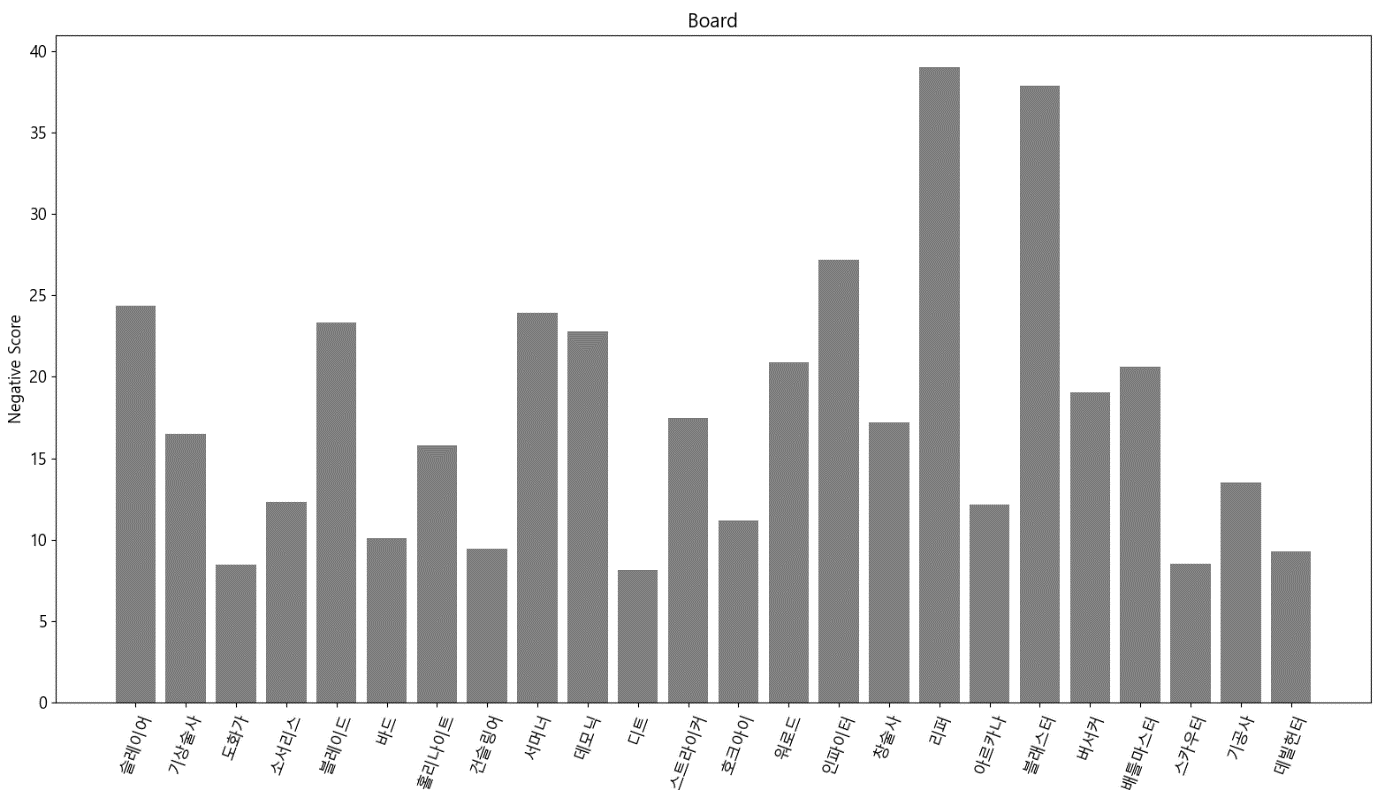 Board
Negative Score
40
35
30
25
20
15
10
5
0
슬레이어
기상술사
도화가
소서리스
블레이드
바드
홀리나이트
건슬링어
서머너
데모닉
디트
스트라이커
호크아이
워로드
인파이터
창술사
리퍼
아르카나
블래스터
버서커
배틀마스터
스카우터
기공사
데빌헌터